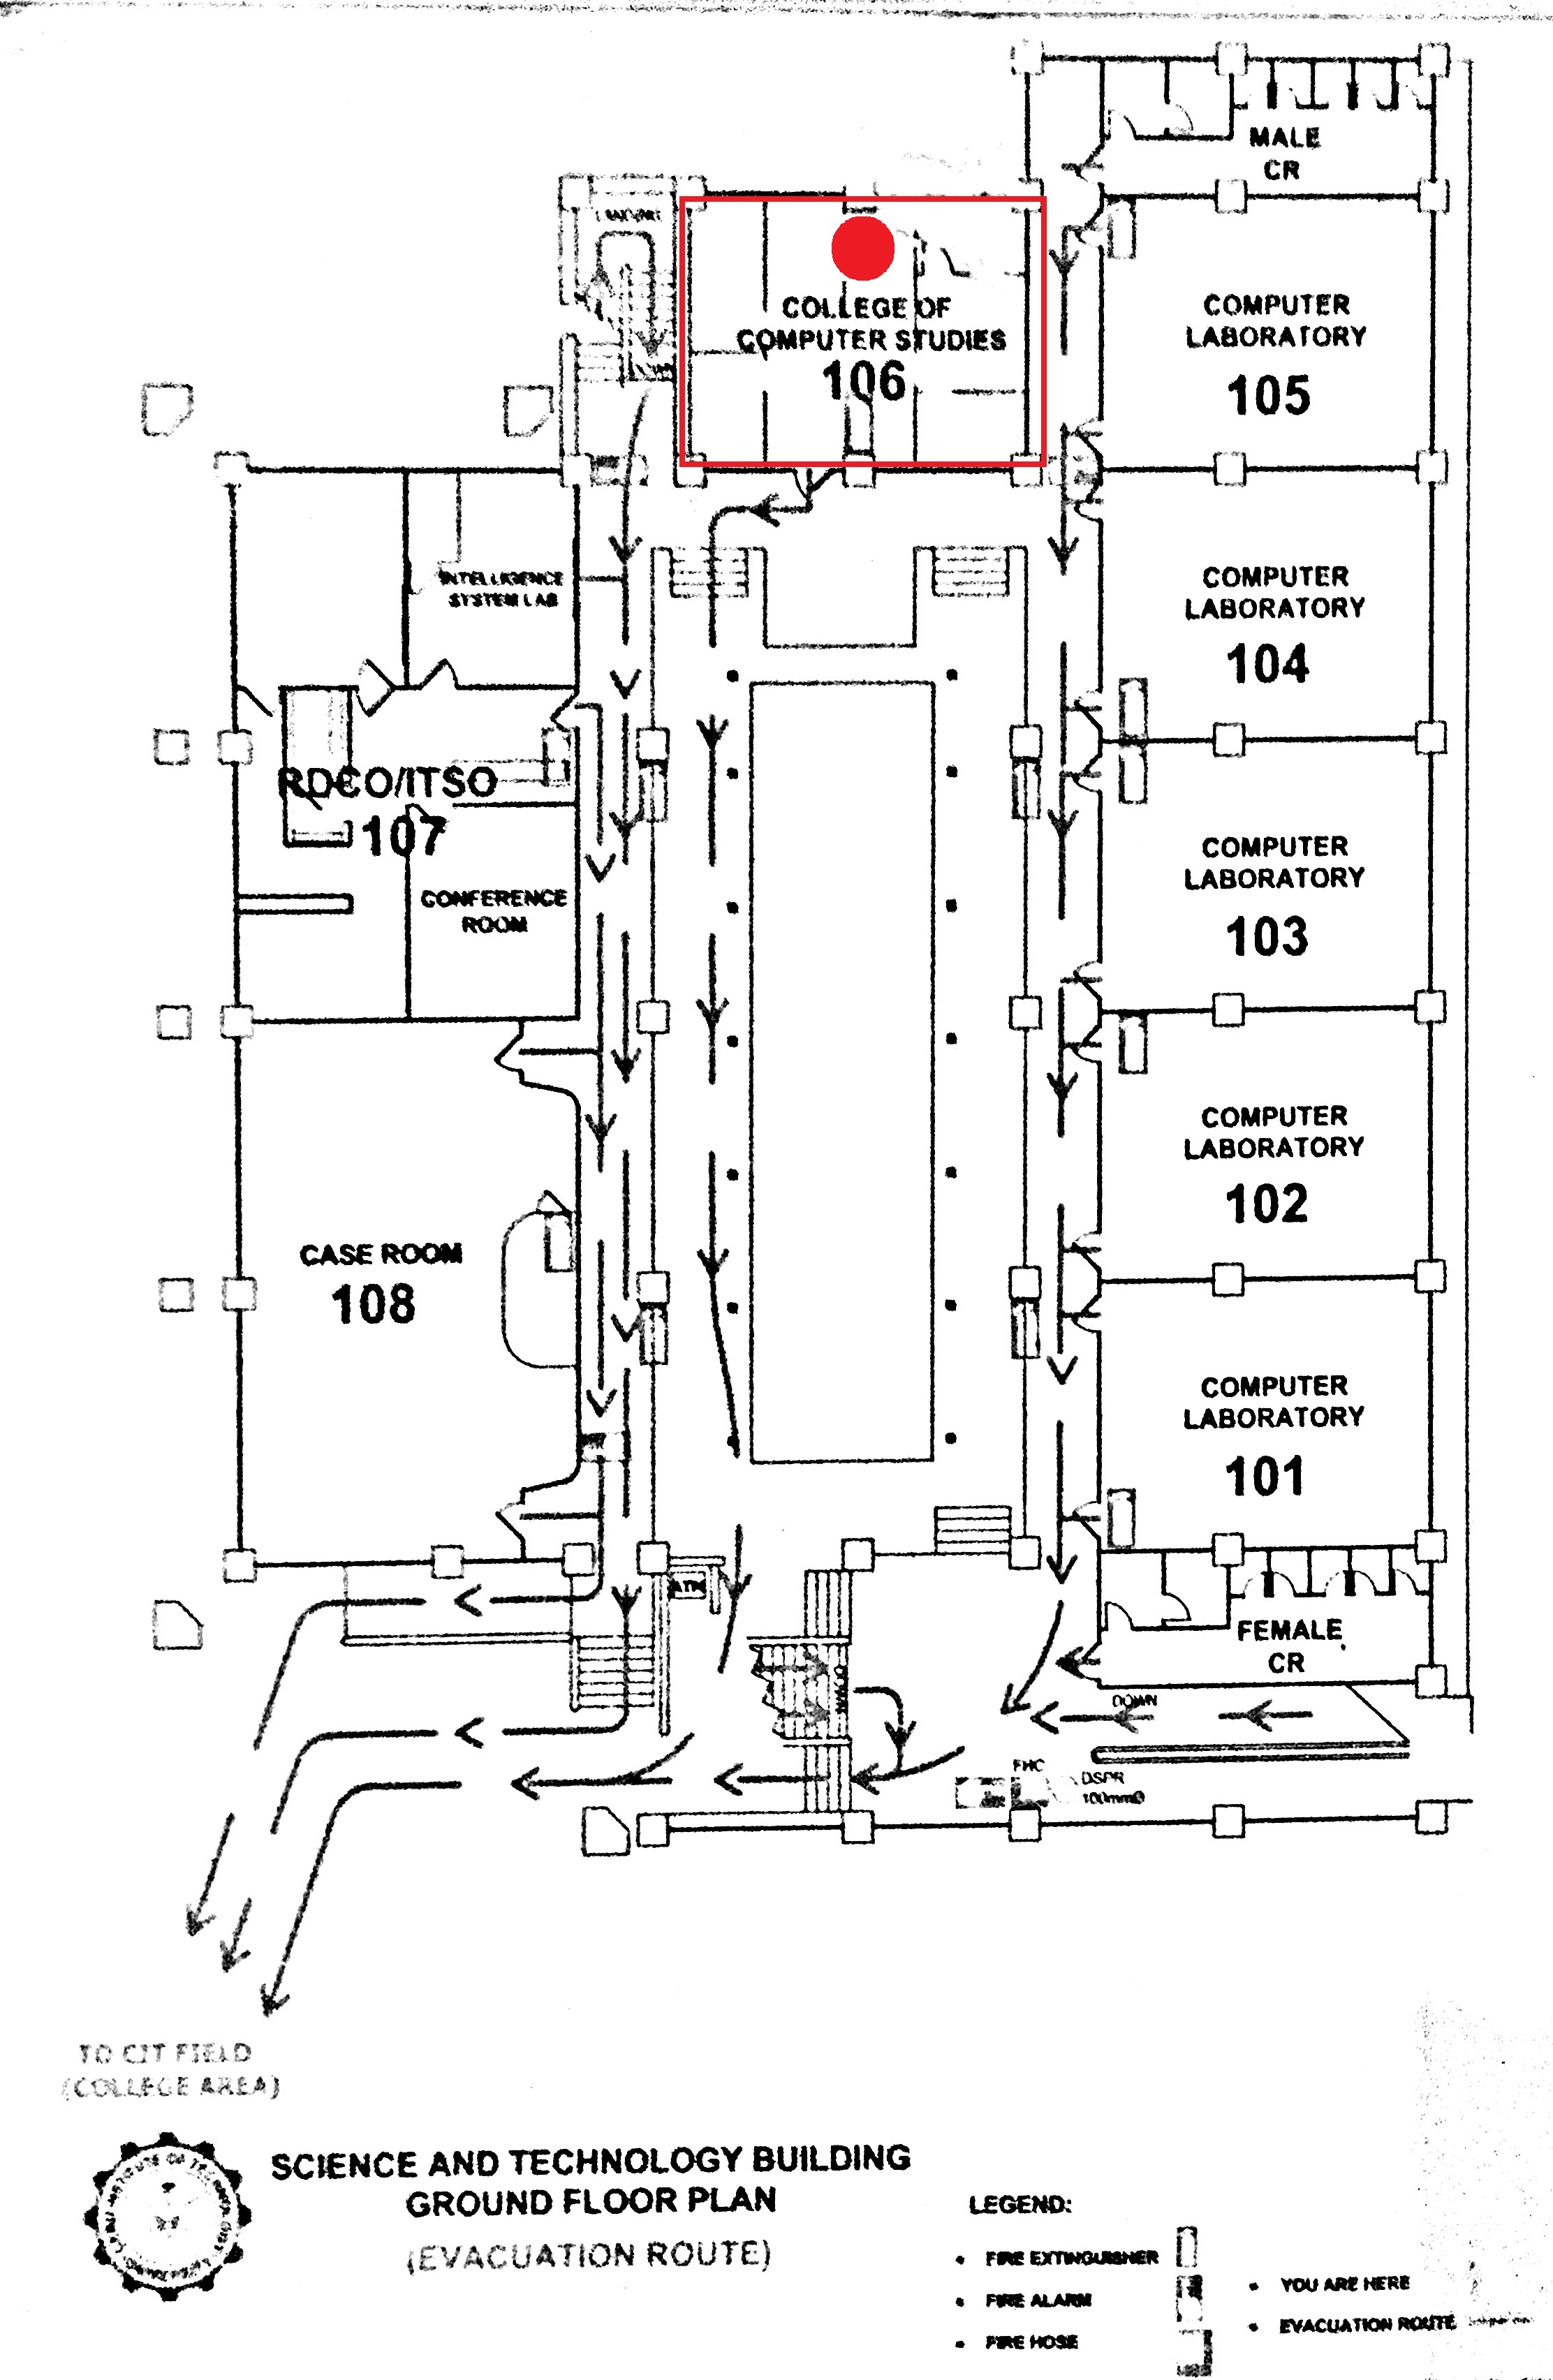 MALE
CR
COLLEGE OF
COMPUTER STUDIES
106
COMPUTER
LABORATORY
105
INTELLIGENCE
SYSTEM LAB
COMPUTER
LABORATORY
104
RDCO/ITSO
107
CONFERENCE
ROOM
COMPUTER
LABORATORY
103
COMPUTER
LABORATORY
102
CASE ROOM
108
COMPUTER
LABORATORY
101
ATM
FEMALE
CR
DOWN
DOWN
FHC
DSPR
100mmØ
TO CIT FIELD
(COLLEGE AREA)
SCIENCE AND TECHNOLOGY BUILDING
GROUND FLOOR PLAN
(EVACUATION ROUTE)
LEGEND:
• FIRE EXTINGUISHER
• FIRE ALARM
• FIRE HOSE
• YOU ARE HERE
• EVACUATION ROUTE